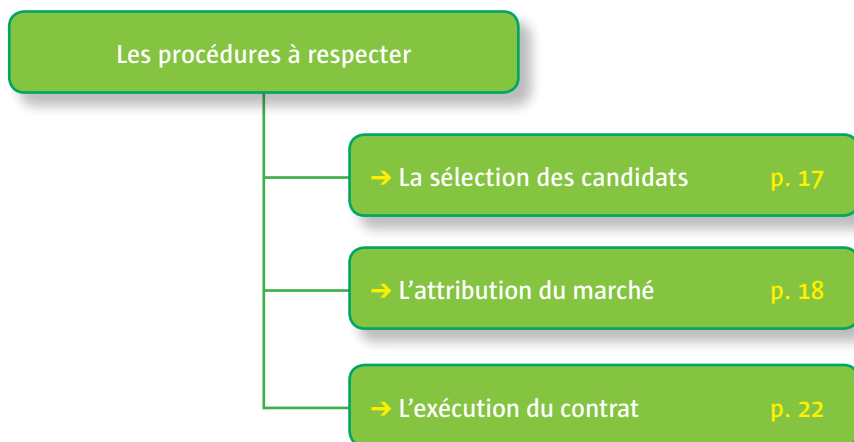 Les procédures à respecter
➔ La sélection des candidats p. 17
➔ L’attribution du marché p. 18
➔ L’exécution du contrat p. 22